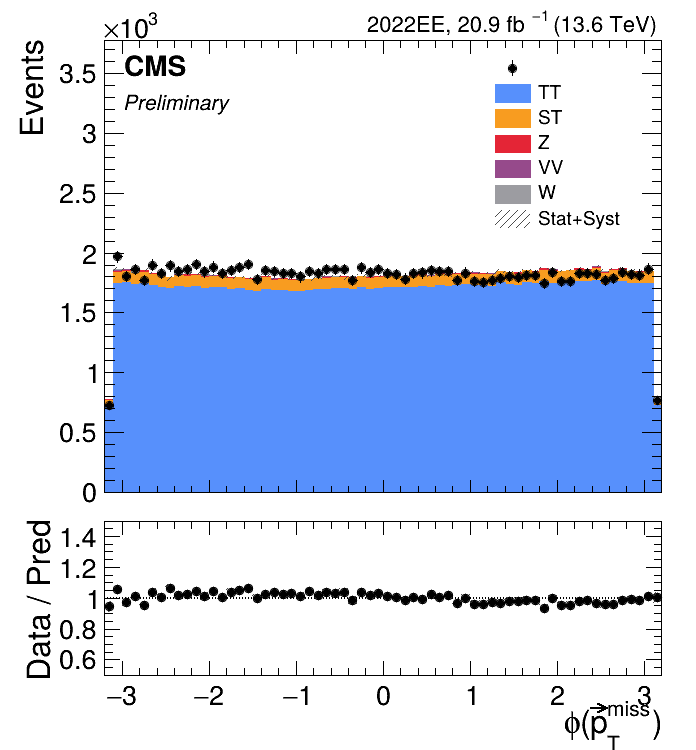 ×10³
2022EE, 20.9 fb ⁻¹ (13.6 TeV)
Events
CMS
Preliminary
TT
ST
Z
VV
W
Stat+Syst
3.5
3
2.5
2
1.5
1
0.5
0
Data / Pred
1.4
1.2
1
0.8
0.6
−3 −2 −1 0 1 2 3
ϕ(p⃗_T^miss)